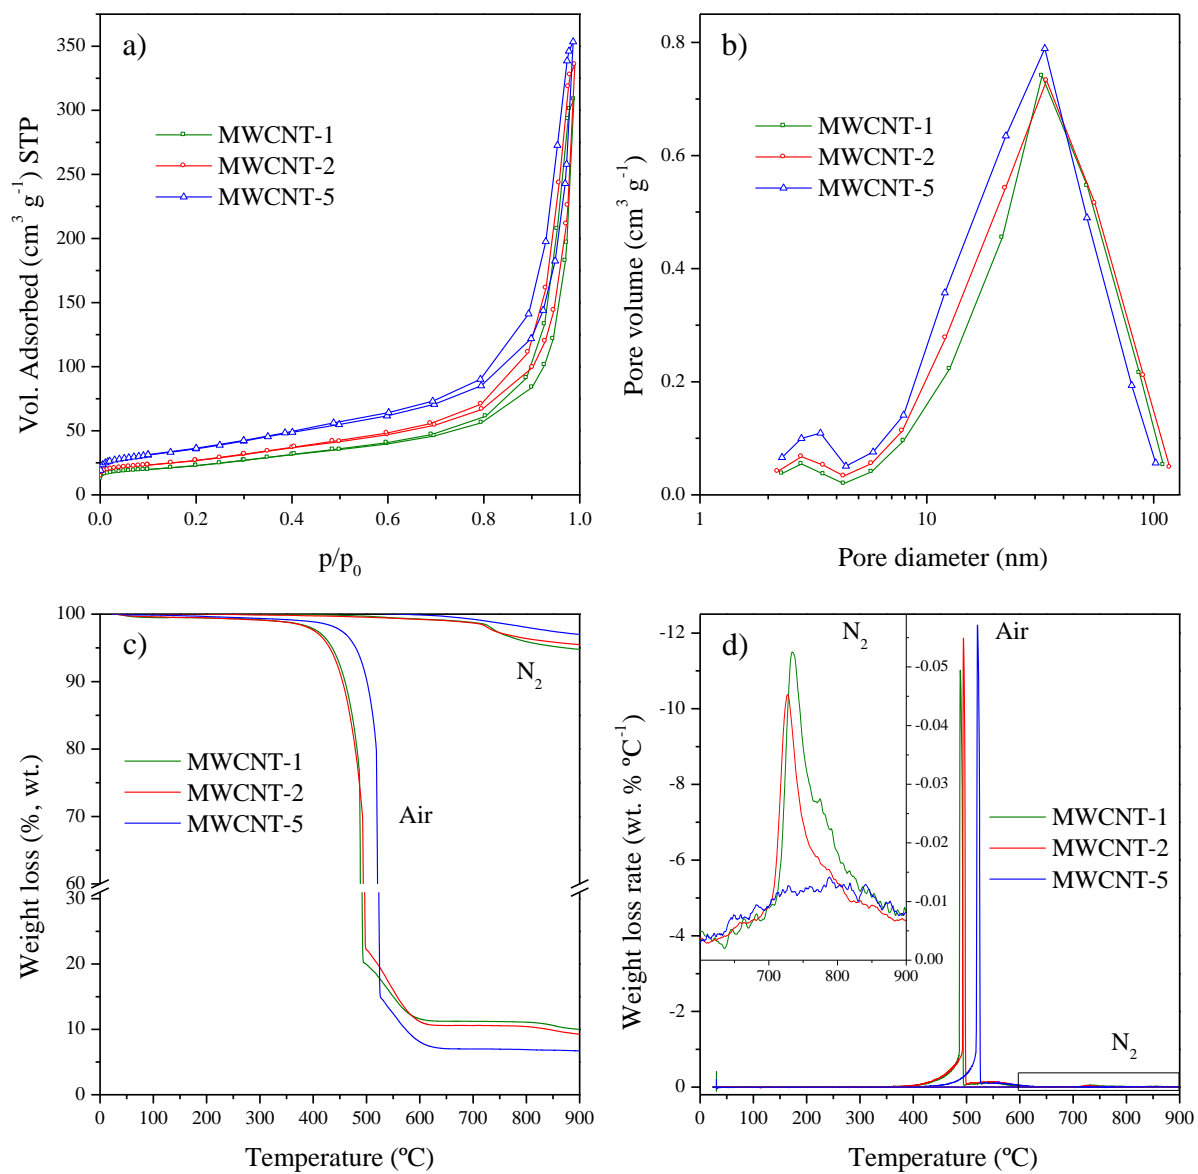 a)
MWCNT-1
MWCNT-2
MWCNT-5
Vol. Adsorbed (cm³ g⁻¹) STP
350
300
250
200
150
100
50
0
0.0 0.2 0.4 0.6 0.8 1.0
p/p₀
b)
MWCNT-1
MWCNT-2
MWCNT-5
Pore volume (cm³ g⁻¹)
0.8
0.6
0.4
0.2
0.0
1 10 100
Pore diameter (nm)
c)
N₂
MWCNT-1
MWCNT-2
MWCNT-5
Air
Weight loss (%, wt.)
100
90
80
70
60
30
20
10
0
0 100 200 300 400 500 600 700 800 900
Temperature (ºC)
d)
N₂
Air
MWCNT-1
MWCNT-2
MWCNT-5
N₂
Weight loss rate (wt. % ºC⁻¹)
-12
-10
-8
-6
-4
-2
0
-0.05
-0.04
-0.03
-0.02
-0.01
0.00
700 800 900
0 100 200 300 400 500 600 700 800 900
Temperature (ºC)